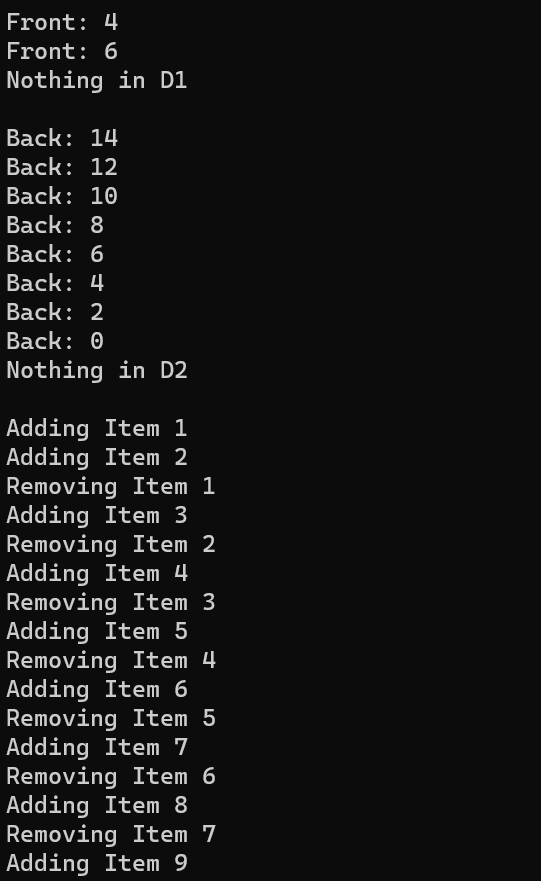 Front: 4
Front: 6
Nothing in D1

Back: 14
Back: 12
Back: 10
Back: 8
Back: 6
Back: 4
Back: 2
Back: 0
Nothing in D2

Adding Item 1
Adding Item 2
Removing Item 1
Adding Item 3
Removing Item 2
Adding Item 4
Removing Item 3
Adding Item 5
Removing Item 4
Adding Item 6
Removing Item 5
Adding Item 7
Removing Item 6
Adding Item 8
Removing Item 7
Adding Item 9